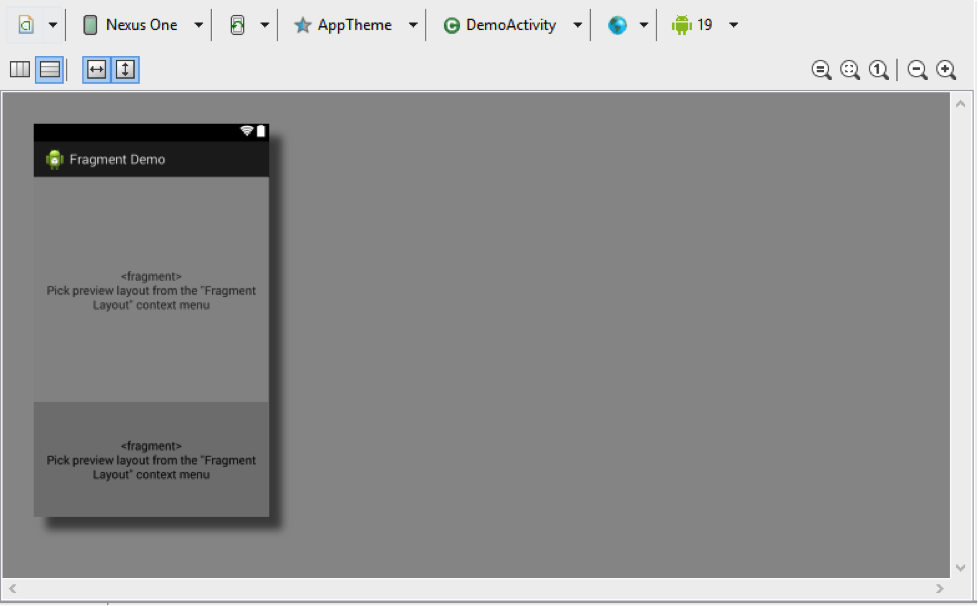 Nexus One AppTheme DemoActivity 19
1
Fragment Demo
<fragment>
Pick preview layout from the "Fragment
Layout" context menu
<fragment>
Pick preview layout from the "Fragment
Layout" context menu